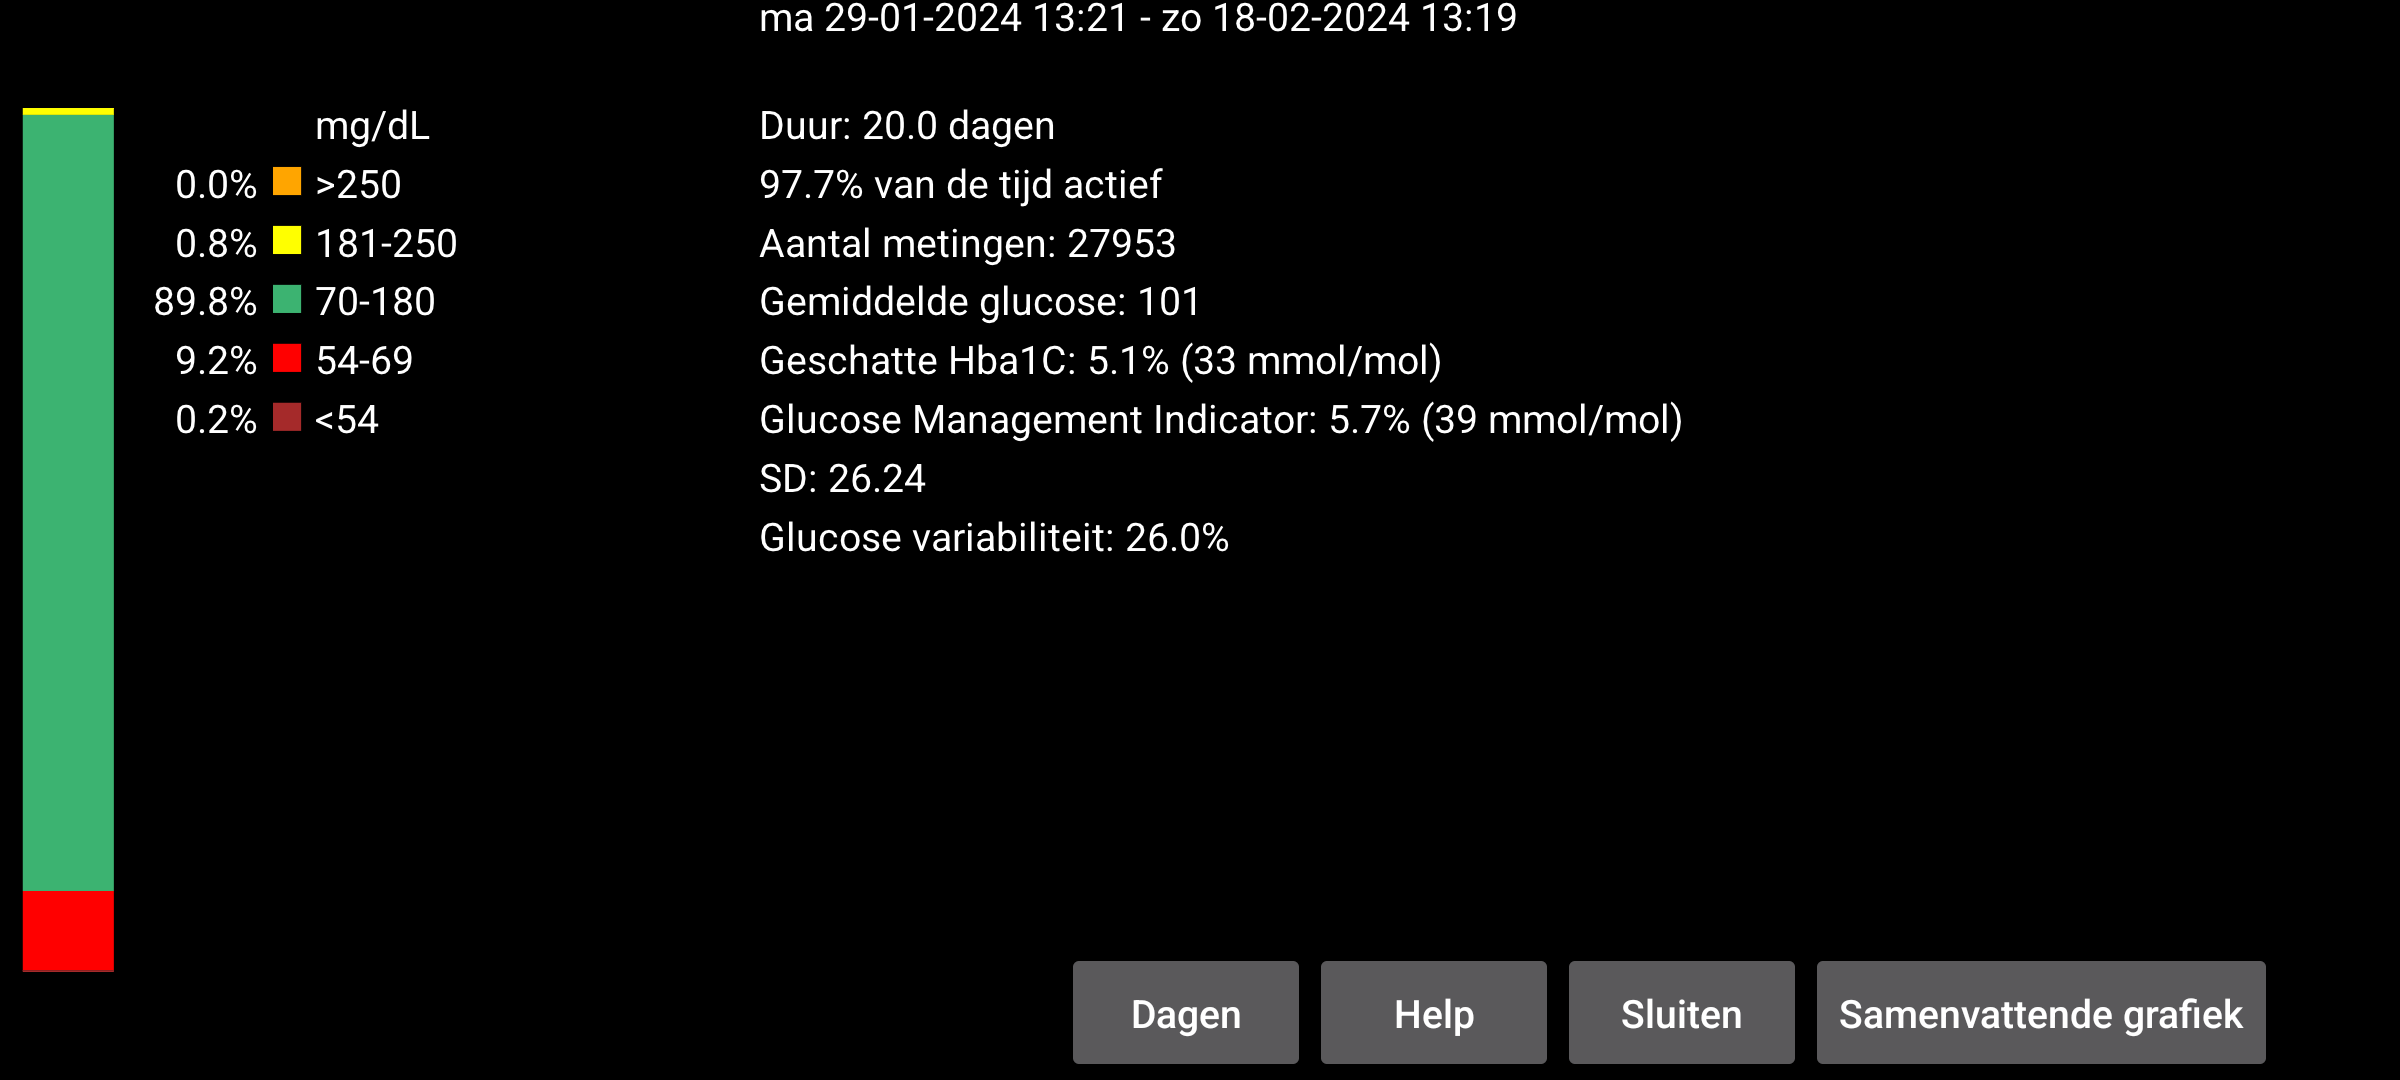 ma 29-01-2024 13:21 - zo 18-02-2024 13:19
mg/dL
0.0% >250
0.8% 181-250
89.8% 70-180
9.2% 54-69
0.2% <54
Duur: 20.0 dagen
97.7% van de tijd actief
Aantal metingen: 27953
Gemiddelde glucose: 101
Geschatte Hba1C: 5.1% (33 mmol/mol)
Glucose Management Indicator: 5.7% (39 mmol/mol)
SD: 26.24
Glucose variabiliteit: 26.0%
Dagen
Help
Sluiten
Samenvattende grafiek